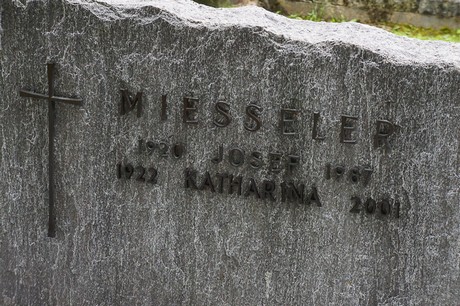 MIESSELER
1920 JOSEF 1987
1922 KATHARINA 2001